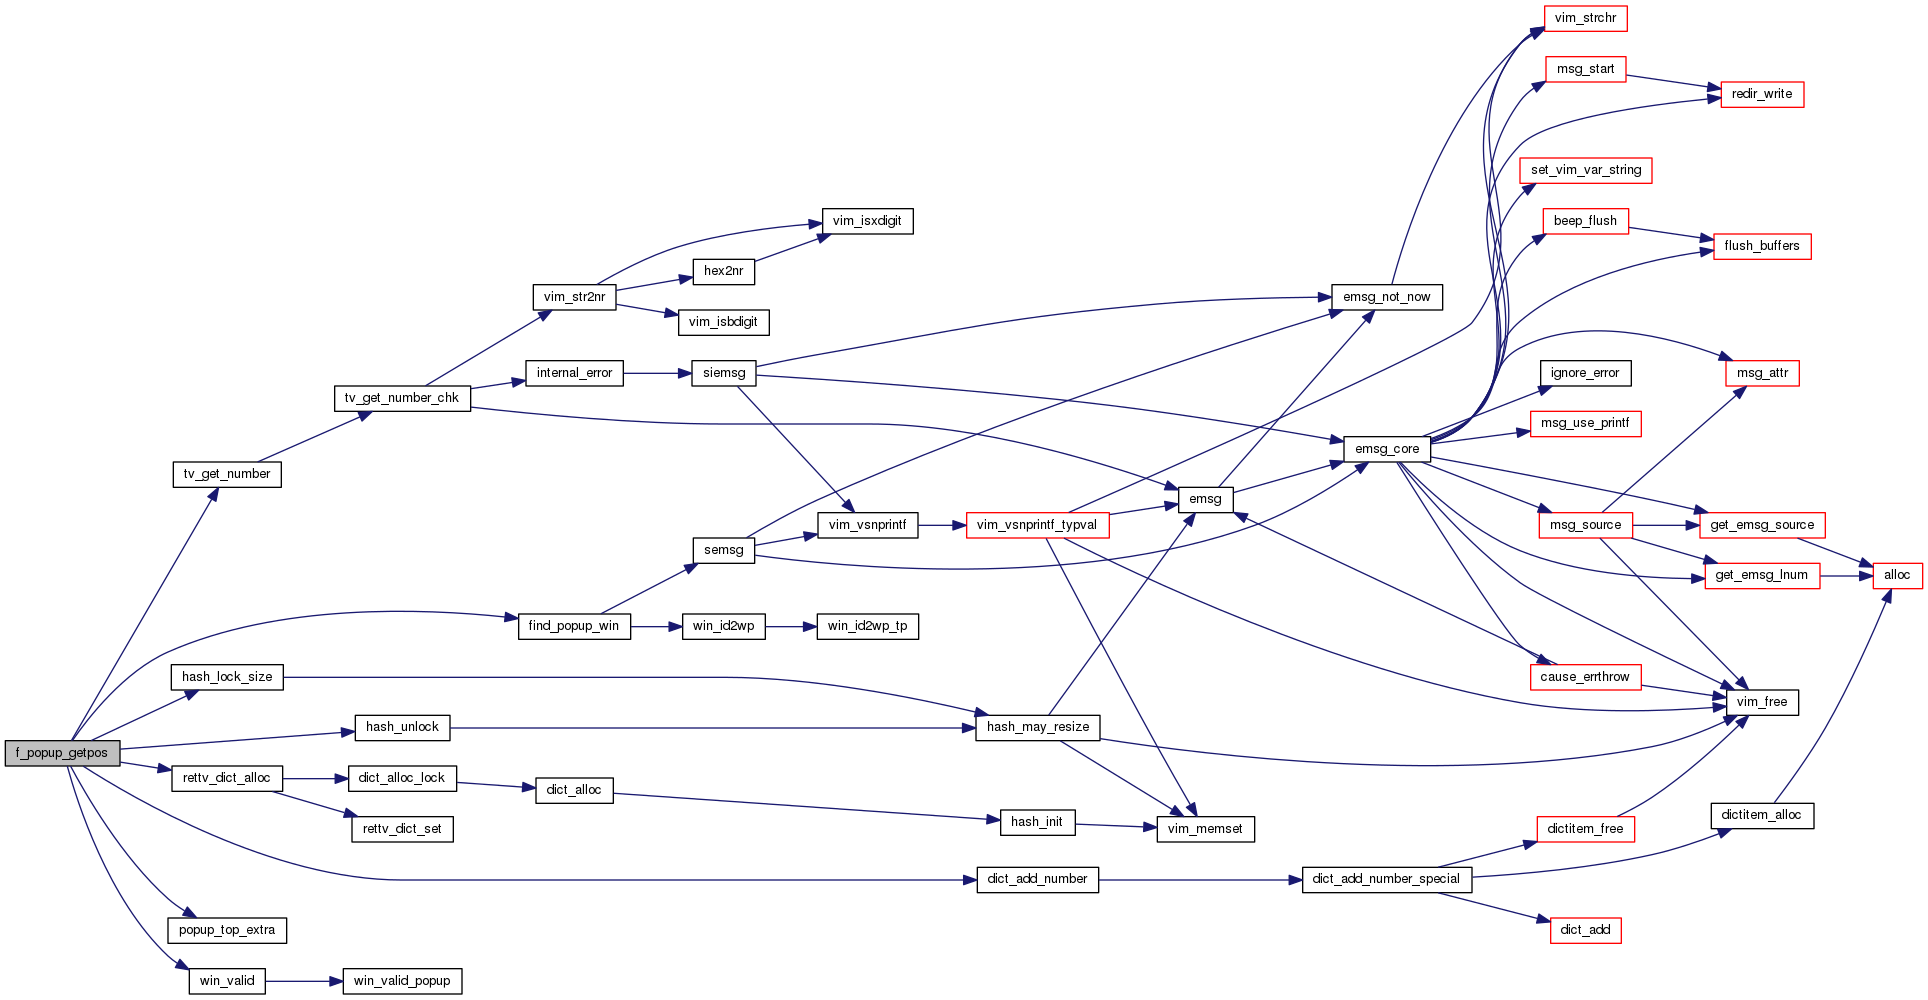 f_popup_getpos
tv_get_number
tv_get_number_chk
vim_str2nr
vim_isxdigit
hex2nr
vim_isbdigit
internal_error
siemsg
emsg_not_now
vim_strchr
msg_start
redir_write
set_vim_var_string
beep_flush
flush_buffers
msg_attr
ignore_error
msg_use_printf
emsg_core
emsg
vim_vsnprintf
vim_vsnprintf_typval
semsg
msg_source
get_emsg_source
get_emsg_lnum
alloc
find_popup_win
win_id2wp
win_id2wp_tp
hash_lock_size
hash_unlock
hash_may_resize
cause_errthrow
vim_free
rettv_dict_alloc
dict_alloc_lock
dict_alloc
rettv_dict_set
hash_init
vim_memset
dictitem_free
dictitem_alloc
dict_add_number
dict_add_number_special
dict_add
popup_top_extra
win_valid
win_valid_popup